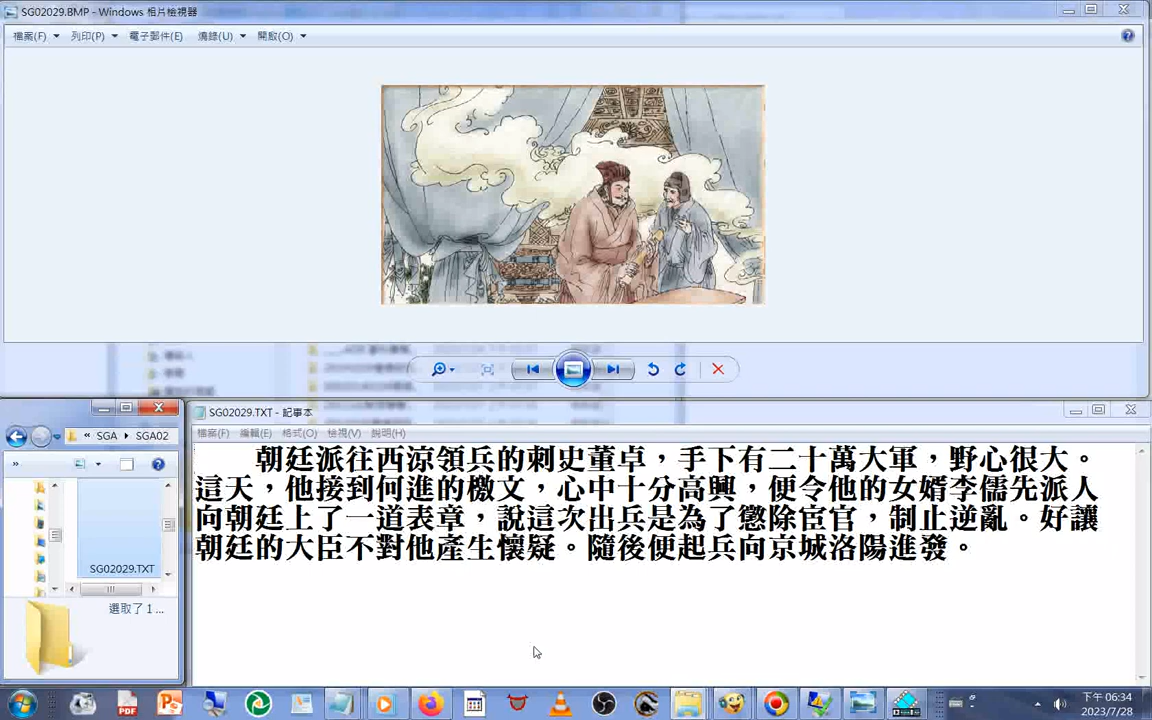 SG02029.BMP - Windows 相片檢視器
檔案(F) 列印(P) 電子郵件(E) 燒錄(U) 開啟(O)
« SGA SGA02
SG02029.TXT
選取了 1 ...
SG02029.TXT - 記事本
檔案(F) 編輯(E) 格式(O) 檢視(V) 說明(H)
朝廷派往西涼領兵的刺史董卓，手下有二十萬大軍，野心很大。
這天，他接到何進的檄文，心中十分高興，便令他的女婿李儒先派人
向朝廷上了一道表章，說這次出兵是為了懲除宦官，制止逆亂。好讓
朝廷的大臣不對他產生懷疑。隨後便起兵向京城洛陽進發。
PDF
下午 06:34
2023/7/28